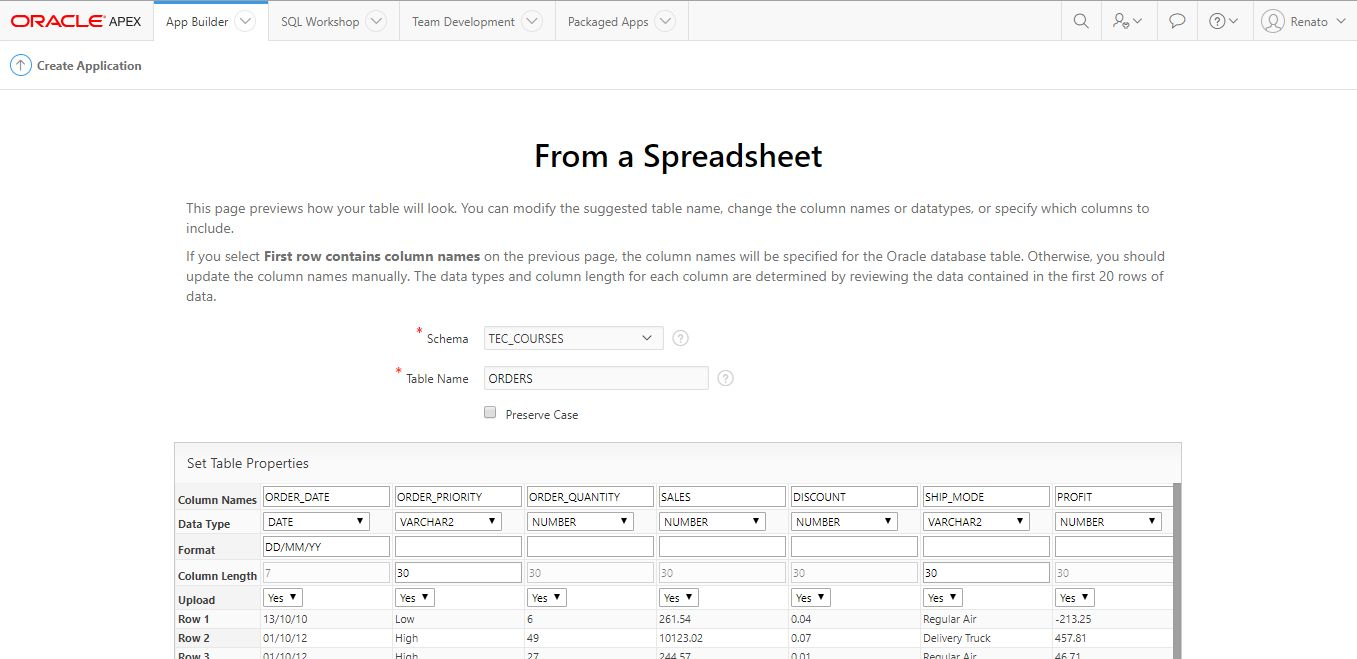 ORACLE APEX App Builder SQL Workshop Team Development Packaged Apps Renato
Create Application
From a Spreadsheet
This page previews how your table will look. You can modify the suggested table name, change the column names or datatypes, or specify which columns to
include.
If you select First row contains column names on the previous page, the column names will be specified for the Oracle database table. Otherwise, you should
update the column names manually. The data types and column length for each column are determined by reviewing the data contained in the first 20 rows of
data.
* Schema TEC_COURSES ?
* Table Name ORDERS ?
Preserve Case
Set Table Properties
Column Names ORDER_DATE ORDER_PRIORITY ORDER_QUANTITY SALES DISCOUNT SHIP_MODE PROFIT
Data Type DATE VARCHAR2 NUMBER NUMBER NUMBER VARCHAR2 NUMBER
Format DD/MM/YY
Column Length 7 30 30 30 30 30 30
Upload Yes Yes Yes Yes Yes Yes Yes
Row 1 13/10/10 Low 6 261.54 0.04 Regular Air -213.25
Row 2 01/10/12 High 49 10123.02 0.07 Delivery Truck 457.81
Row 3 01/10/12 High 27 244.57 0.01 Regular Air 46.71